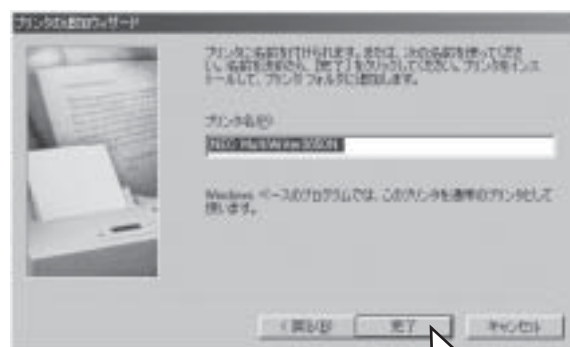 プリンタの追加ウィザード
プリンタに名前を付けられます。または、次の名前を使ってくださ
い。名前を決めたら、[完了] をクリックしてください。プリンタをインス
トールして、プリンタ フォルダに追加します。
プリンタ名(P):
NEC MultiWriter
Windows ベースのプログラムでは、このプリンタを通常のプリンタとして
使います。
< 戻る(B)
完了
キャンセル